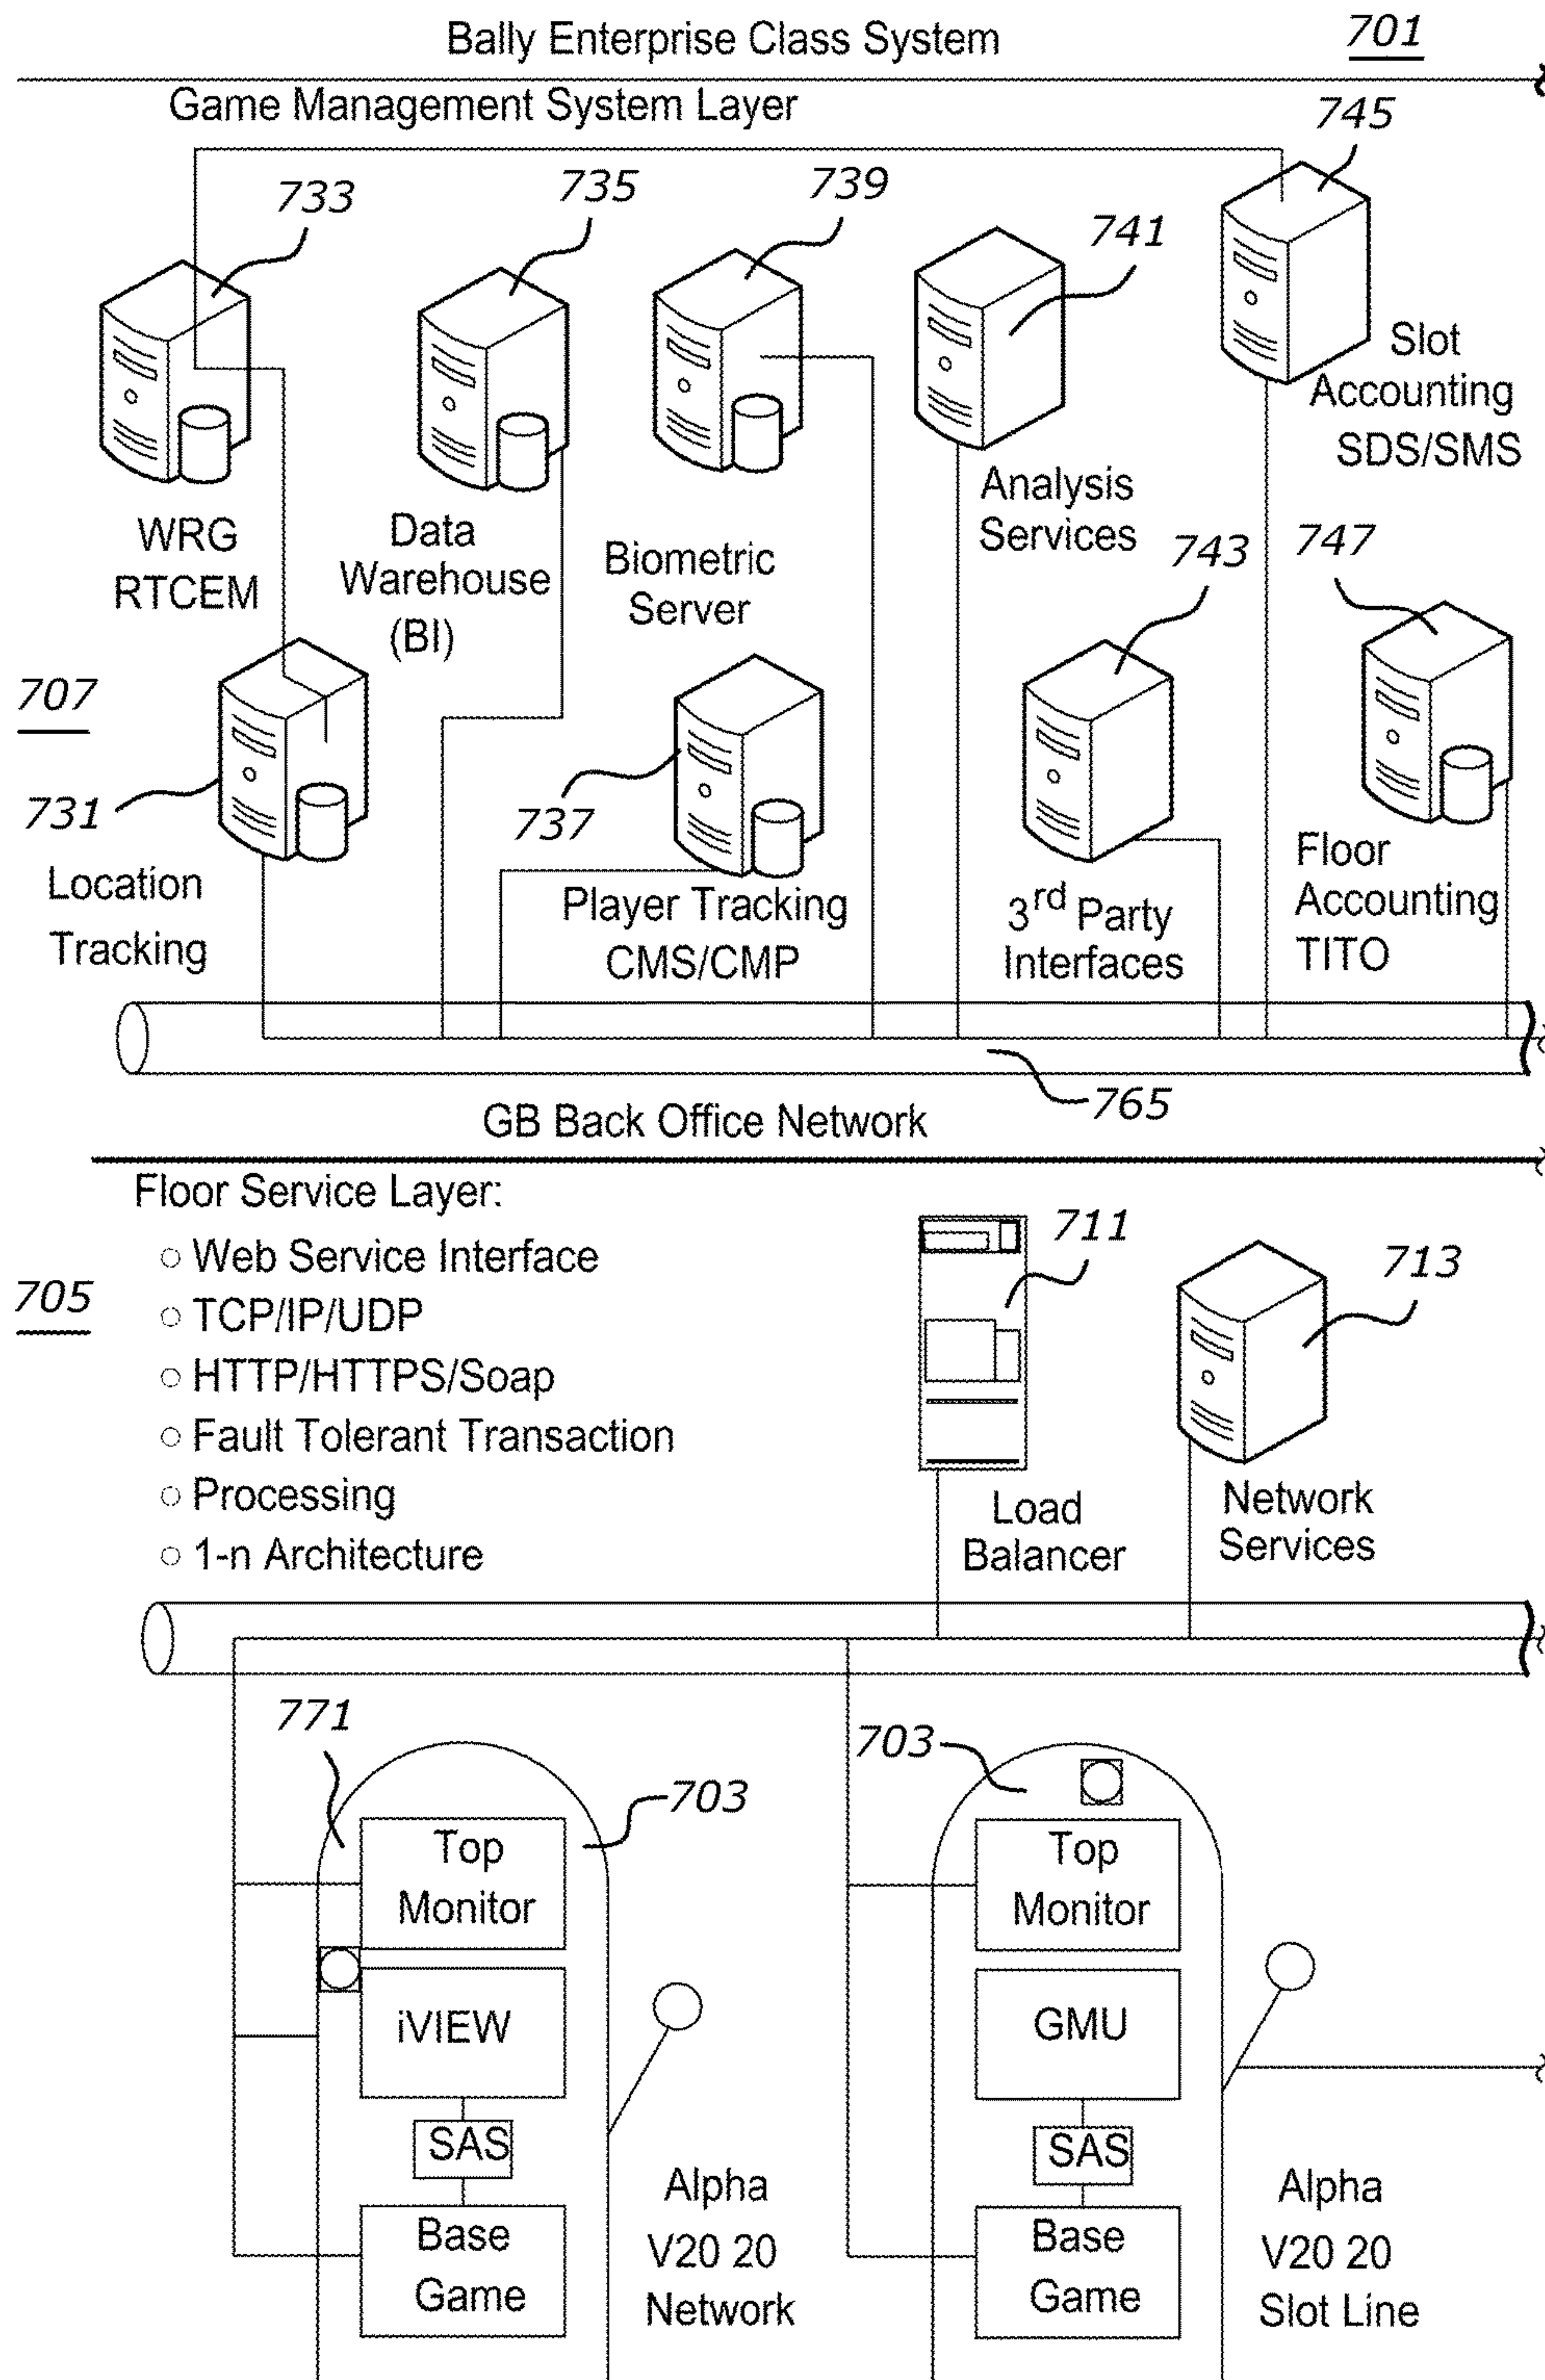 Bally Enterprise Class System
701
Game Management System Layer
745
733
735
739
741
Slot
Accounting
SDS/SMS
WRG
RTCEM
Data
Warehouse
(BI)
Biometric
Server
Analysis
Services
743
747
707
731
737
Location
Tracking
Player Tracking
CMS/CMP
3rd Party
Interfaces
Floor
Accounting
TITO
765
GB Back Office Network
Floor Service Layer:
○ Web Service Interface
○ TCP/IP/UDP
○ HTTP/HTTPS/Soap
○ Fault Tolerant Transaction
○ Processing
○ 1-n Architecture
705
711
713
Load
Balancer
Network
Services
771
703
Top
Monitor
iVIEW
SAS
Base
Game
Alpha
V20 20
Network
703
Top
Monitor
GMU
SAS
Base
Game
Alpha
V20 20
Slot Line